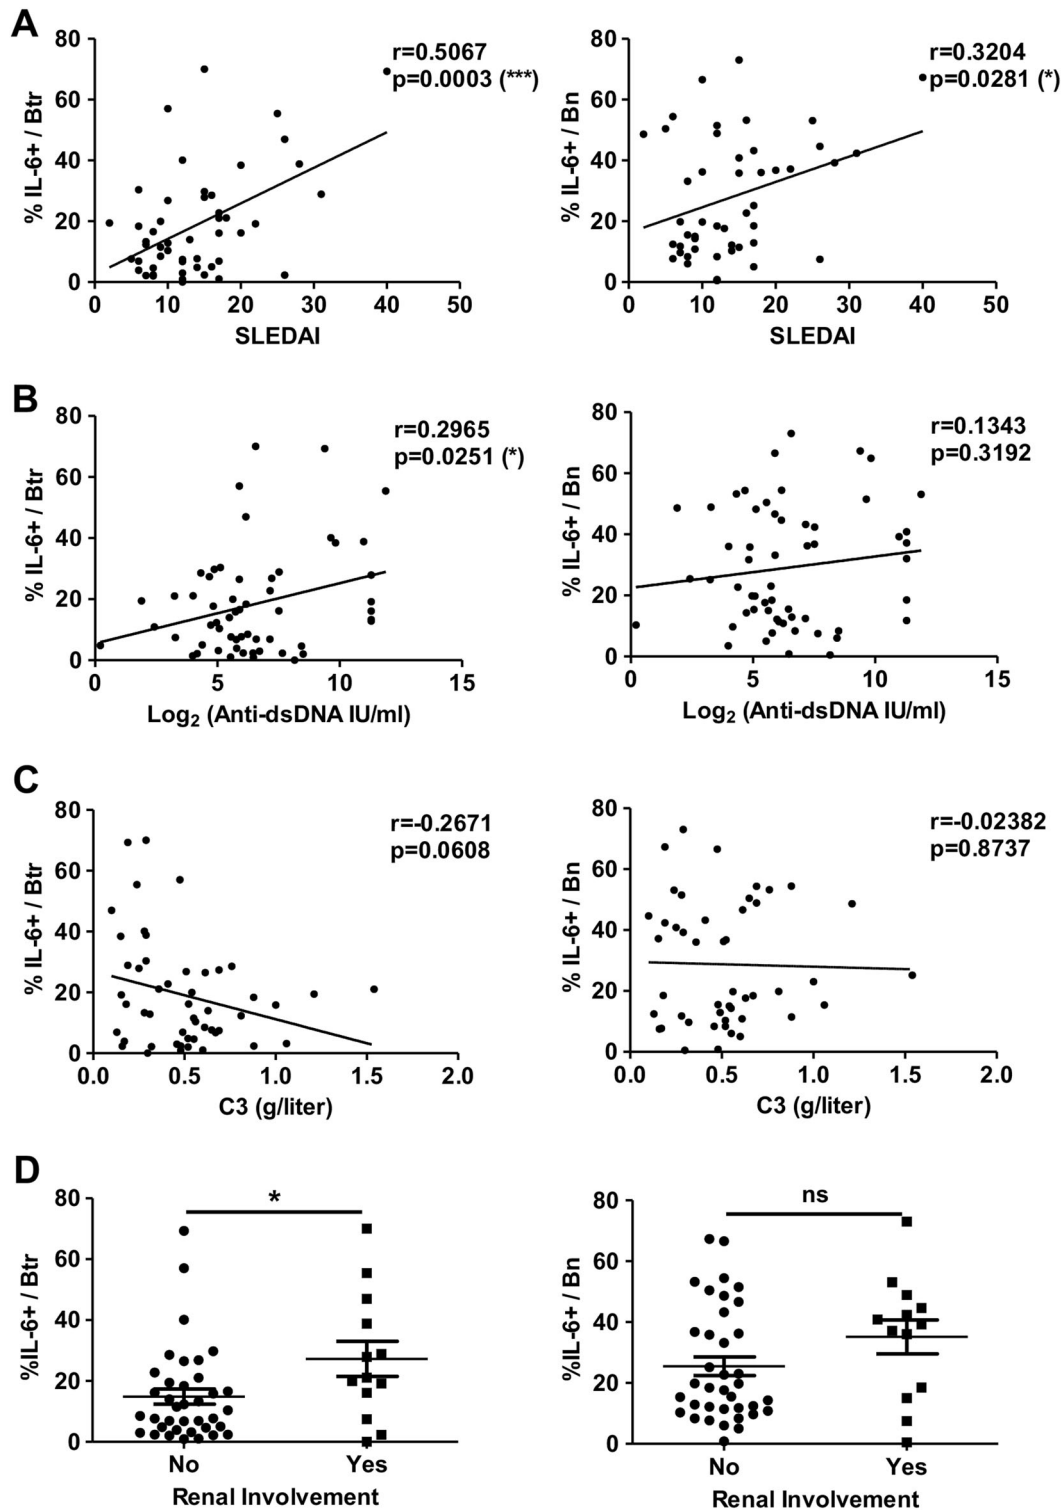 A
r=0.5067
p=0.0003 (***)
% IL-6+ / Btr
80
60
40
20
0
0 10 20 30 40 50
SLEDAI
r=0.3204
p=0.0281 (*)
% IL-6+ / Bn
80
60
40
20
0
0 10 20 30 40 50
SLEDAI
B
r=0.2965
p=0.0251 (*)
% IL-6+ / Btr
80
60
40
20
0
0 5 10 15
Log₂ (Anti-dsDNA IU/ml)
r=0.1343
p=0.3192
% IL-6+ / Bn
80
60
40
20
0
0 5 10 15
Log₂ (Anti-dsDNA IU/ml)
C
r=-0.2671
p=0.0608
% IL-6+ / Btr
80
60
40
20
0
0.0 0.5 1.0 1.5 2.0
C3 (g/liter)
r=-0.02382
p=0.8737
% IL-6+ / Bn
80
60
40
20
0
0.0 0.5 1.0 1.5 2.0
C3 (g/liter)
D
*
%IL-6+ / Btr
80
60
40
20
0
No Yes
Renal Involvement
ns
%IL-6+ / Bn
80
60
40
20
0
No Yes
Renal Involvement